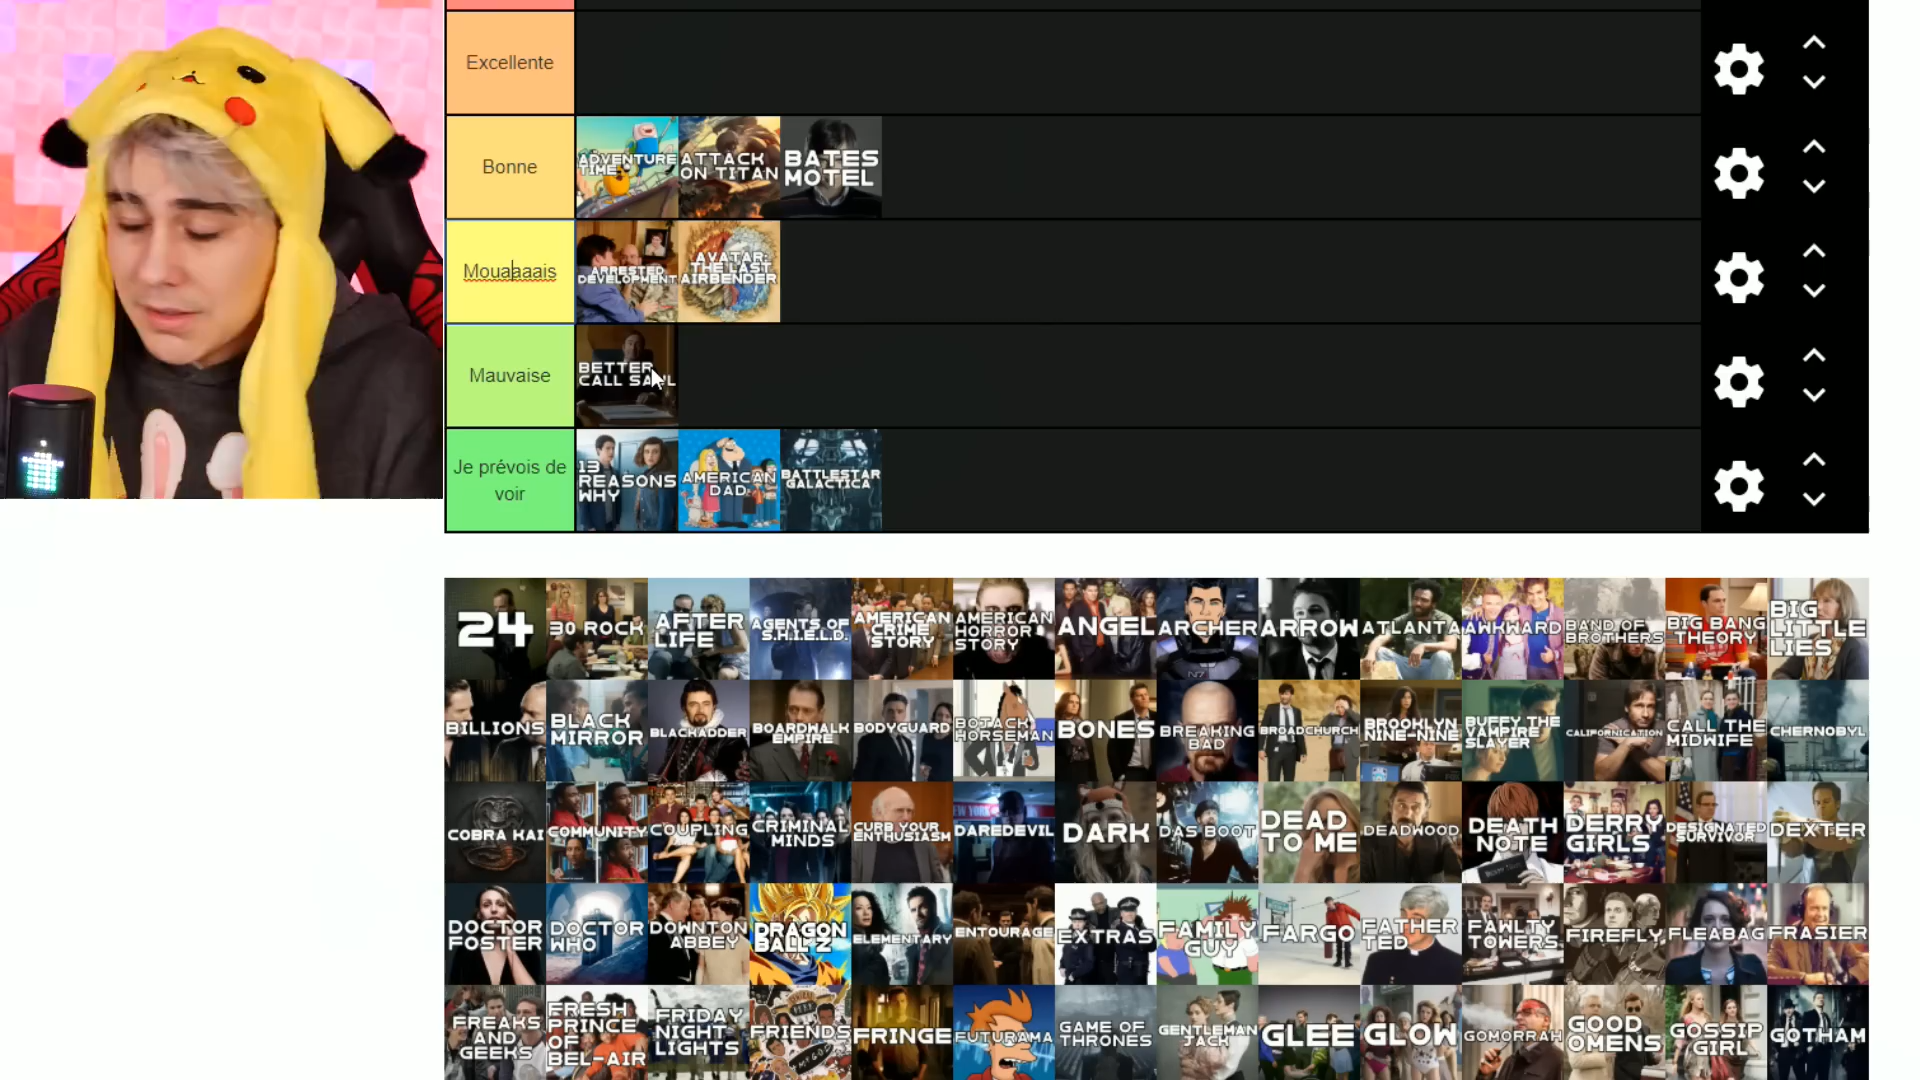 Excellente
Bonne
ADVENTURE
TIME
ATTACK
ON TITAN
BATES
MOTEL
Mouaaaais
ARRESTED
DEVELOPMENT
AVATAR:
THE LAST
AIRBENDER
Mauvaise
BETTER
CALL SAUL
Je prévois de
voir
13
REASONS
WHY
AMERICAN
DAD
BATTLESTAR
GALACTICA
24
30 ROCK
AFTER
LIFE
AGENTS OF
S.H.I.E.L.D.
AMERICAN
CRIME
STORY
AMERICAN
HORROR
STORY
ANGEL
ARCHER
N7
ARROW
ATLANTA
AWKWARD
BAND OF
BROTHERS
BIG BANG
THEORY
BIG
LITTLE
LIES
BILLIONS
BLACK
MIRROR
BLACKADDER
BOARDWALK
EMPIRE
BODYGUARD
BOJACK
HORSEMAN
BONES
BREAKING
BAD
BROADCHURCH
BROOKLYN
NINE-NINE
BUFFY THE
VAMPIRE
SLAYER
CALIFORNICATION
CALL THE
MIDWIFE
CHERNOBYL
COBRA KAI
COMMUNITY
COUPLING
CRIMINAL
MINDS
CURB YOUR
ENTHUSIASM
NEW YORK
DAREDEVIL
DARK
DAS BOOT
DEAD
TO ME
DEADWOOD
DEATH
NOTE
DERRY
GIRLS
DESIGNATED
SURVIVOR
DEXTER
DOCTOR
FOSTER
DOCTOR
WHO
DOWNTON
ABBEY
DRAGON
BALL Z
ELEMENTARY
ENTOURAGE
EXTRAS
FAMILY
GUY
FARGO
FATHER
TED
FAWLTY
TOWERS
FIREFLY
FLEABAG
FRASIER
FREAKS
AND
GEEKS
FRESH
PRINCE
OF
BEL-AIR
FRIDAY
NIGHT
LIGHTS
FRIENDS
FRINGE
FUTURAMA
GAME OF
THRONES
GENTLEMAN
JACK
GLEE
GLOW
GOMORRAH
GOOD
OMENS
GOSSIP
GIRL
GOTHAM